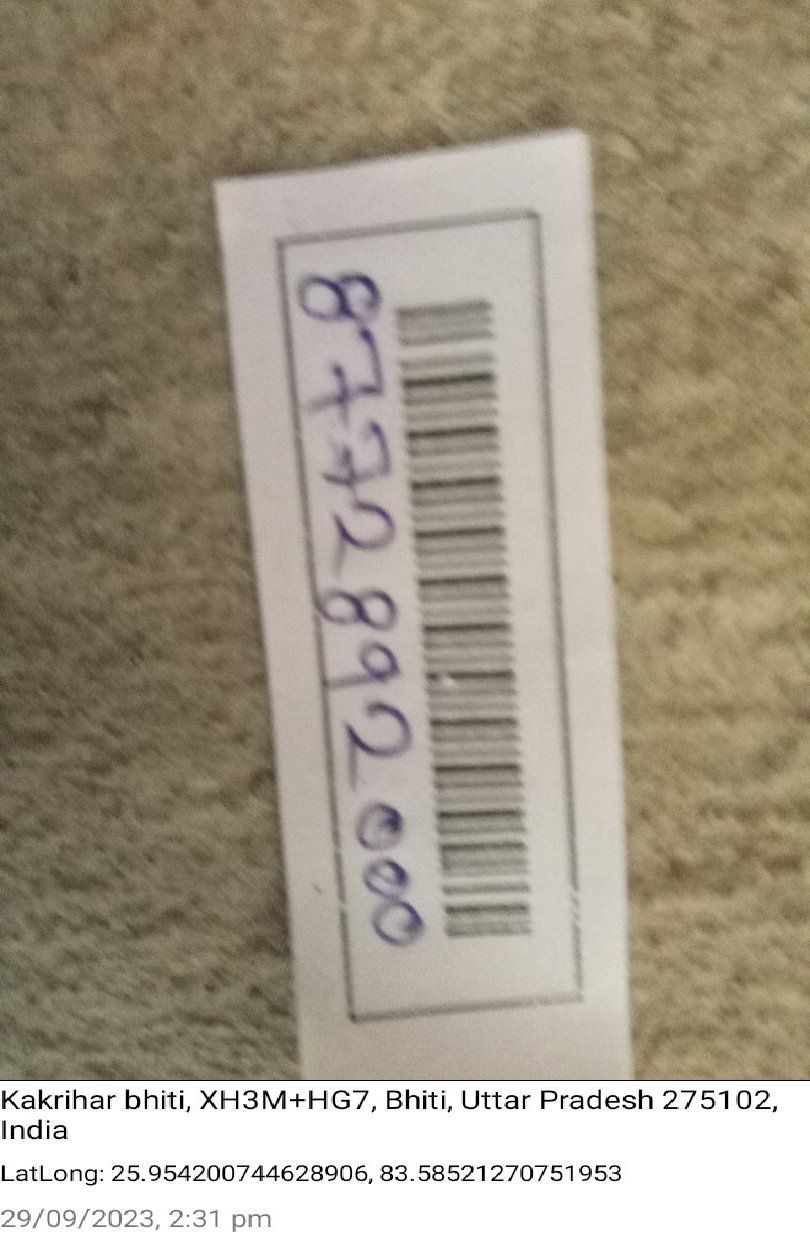 8772892000
Kakrihar bhiti, XH3M+HG7, Bhiti, Uttar Pradesh 275102,
India
LatLong: 25.954200744628906, 83.58521270751953
29/09/2023, 2:31 pm